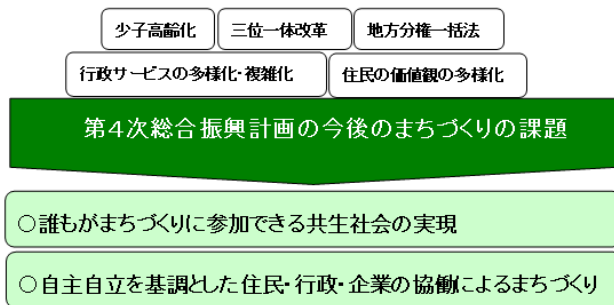 少子高齢化 三位一体改革 地方分権一括法
行政サービスの多様化・複雑化 住民の価値観の多様化
第4次総合振興計画の今後のまちづくりの課題
○誰もがまちづくりに参加できる共生社会の実現
○自主自立を基調とした住民・行政・企業の協働によるまちづくり